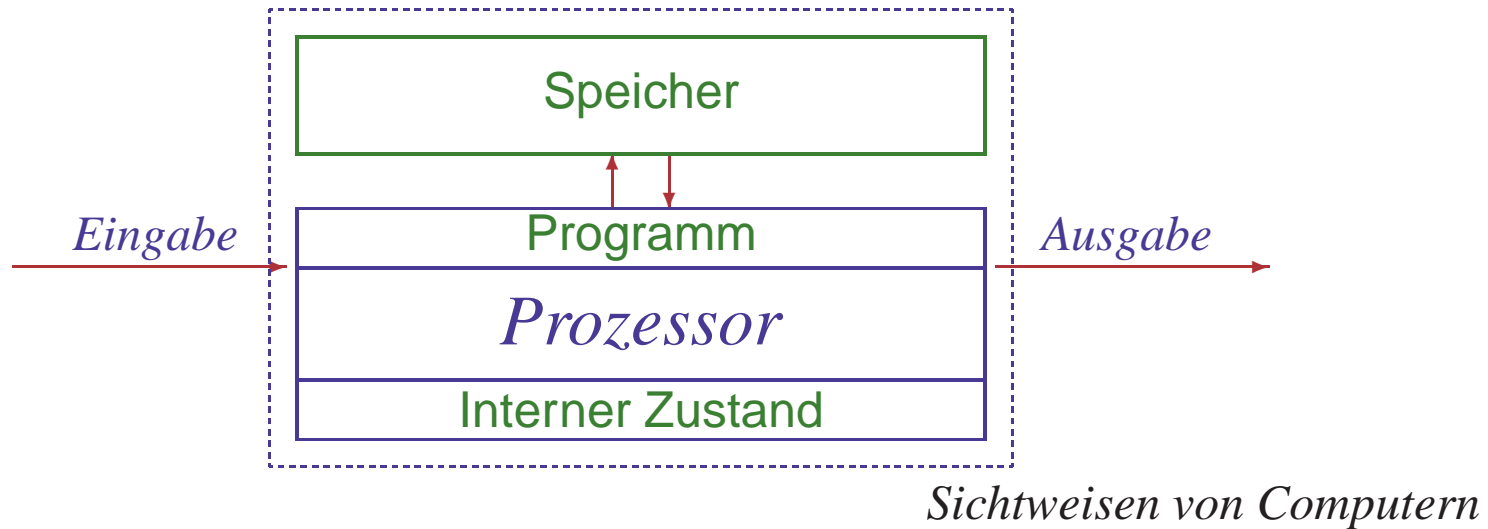 Speicher
Eingabe
Programm
Ausgabe
Prozessor
Interner Zustand
Sichtweisen von Computern